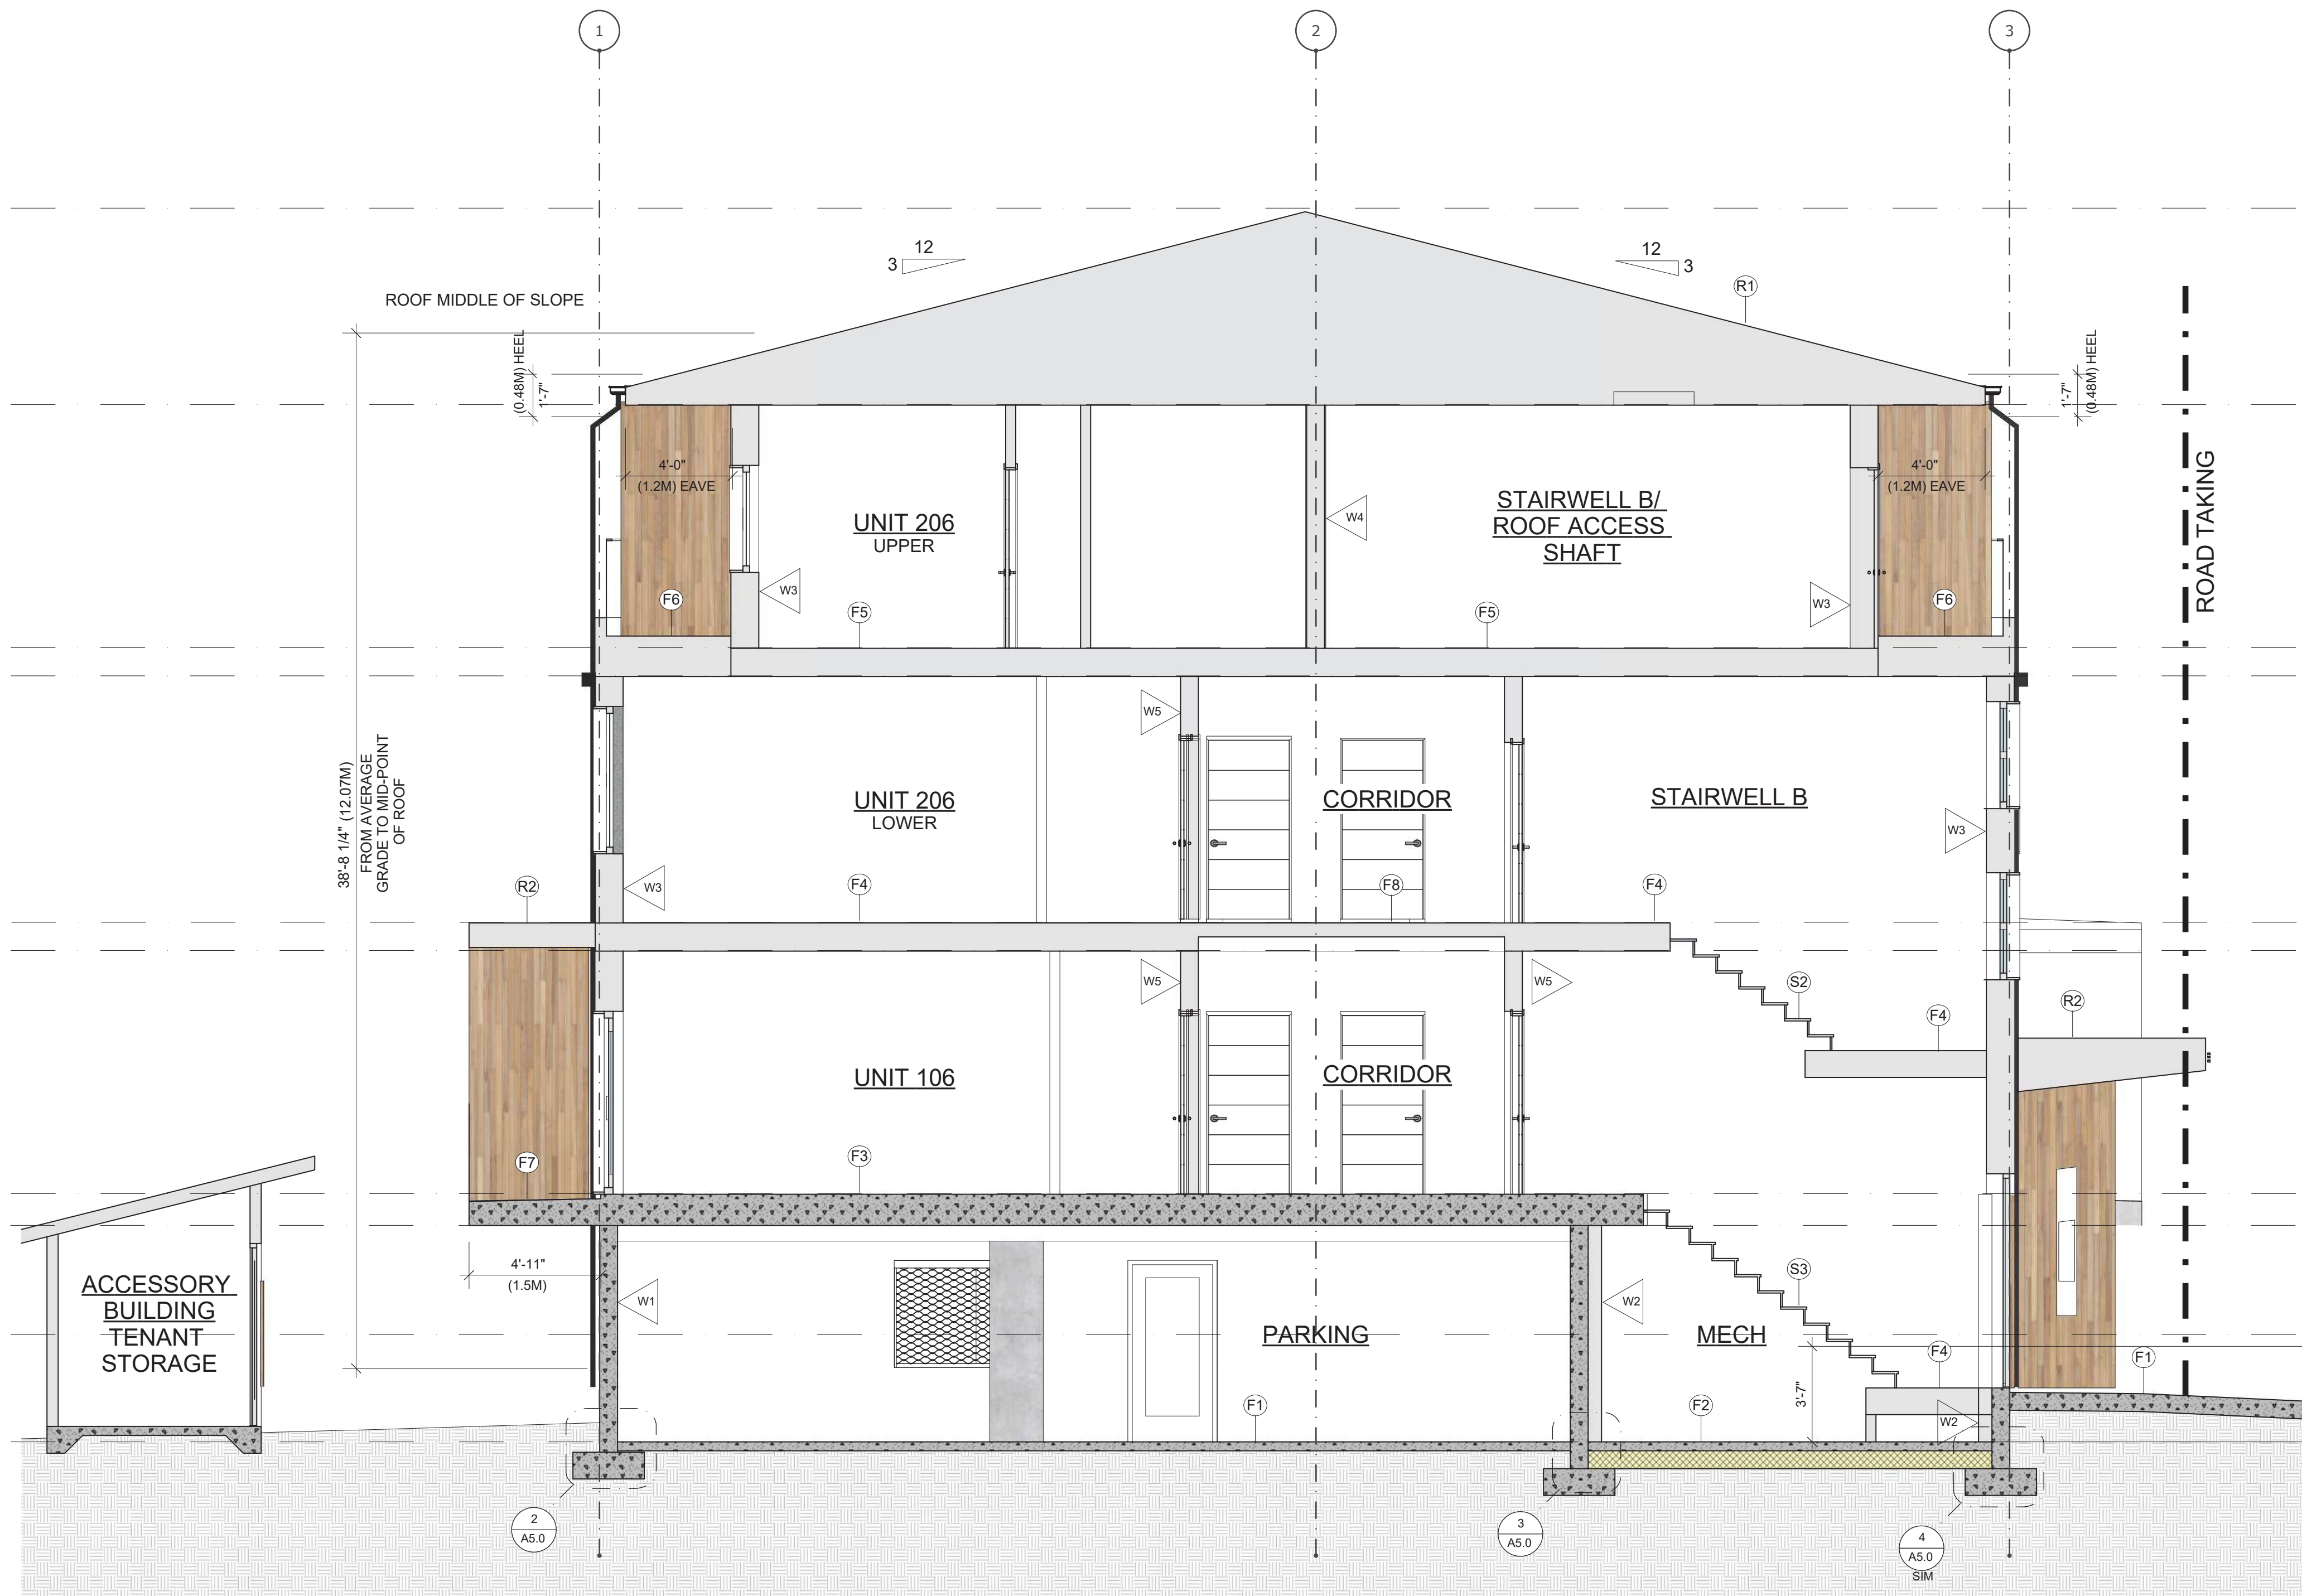 1
2
3
12
3
12
3
R1
ROOF MIDDLE OF SLOPE
(0.48M) HEEL
1'-7"
1'-7"
(0.48M) HEEL
4'-0"
(1.2M) EAVE
4'-0"
(1.2M) EAVE
ROAD TAKING
UNIT 206
UPPER
W4
STAIRWELL B/
ROOF ACCESS
SHAFT
F6
W3
F5
F5
W3
F6
38'-8 1/4" (12.07M)
FROM AVERAGE
GRADE TO MID-POINT
OF ROOF
W5
UNIT 206
LOWER
CORRIDOR
STAIRWELL B
W3
R2
W3
F4
F8
F4
W5
W5
S2
F4
R2
UNIT 106
CORRIDOR
F7
F3
4'-11"
(1.5M)
ACCESSORY
BUILDING
TENANT
STORAGE
W1
PARKING
W2
MECH
S3
3'-7"
F4
F1
F1
F2
W2
2
A5.0
3
A5.0
4
A5.0
SIM